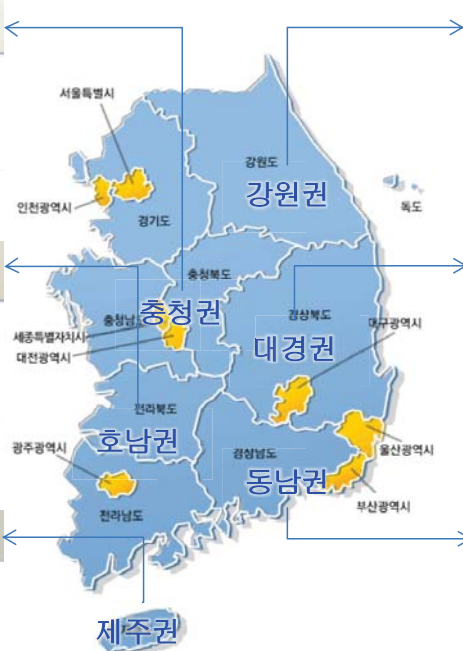 서울특별시
강원도
강원권
독도
인천광역시
경기도
충청북도
충청남도
충청권
경상북도
대구광역시
세종특별자치시
대전광역시
대경권
전라북도
호남권
광주광역시
경상남도
울산광역시
동남권
부산광역시
전라남도
제주권